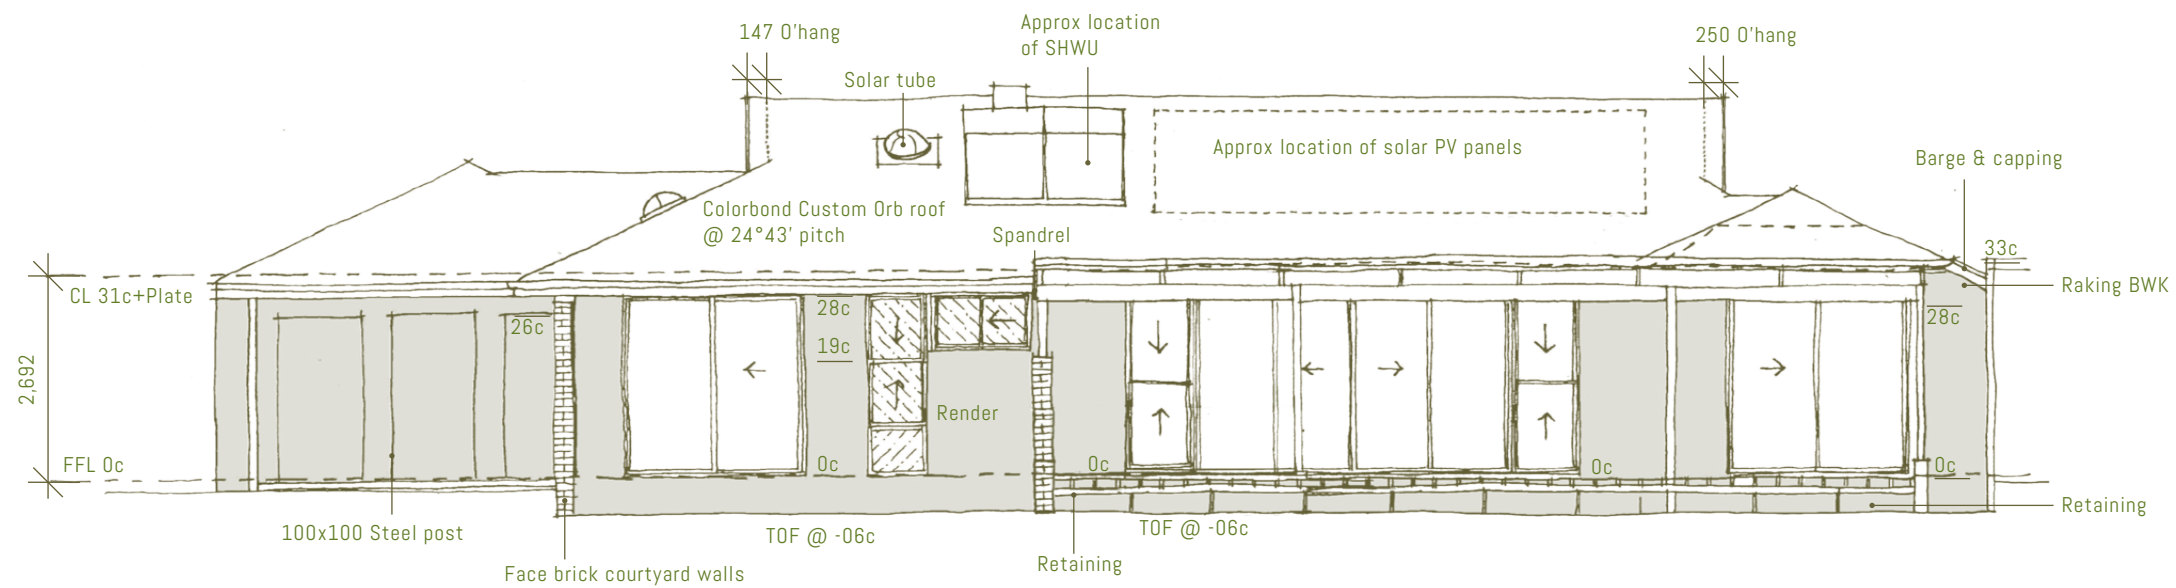 147 O'hang
Approx location
of SHWU
250 O'hang
Solar tube
Approx location of solar PV panels
Barge & capping
Colorbond Custom Orb roof
@ 24°43' pitch
Spandrel
33c
CL 31c+Plate
Raking BWK
26c
28c
28c
19c
2,692
Render
FFL 0c
0c
0c
0c
0c
Retaining
100x100 Steel post
TOF @ -06c
TOF @ -06c
Retaining
Face brick courtyard walls